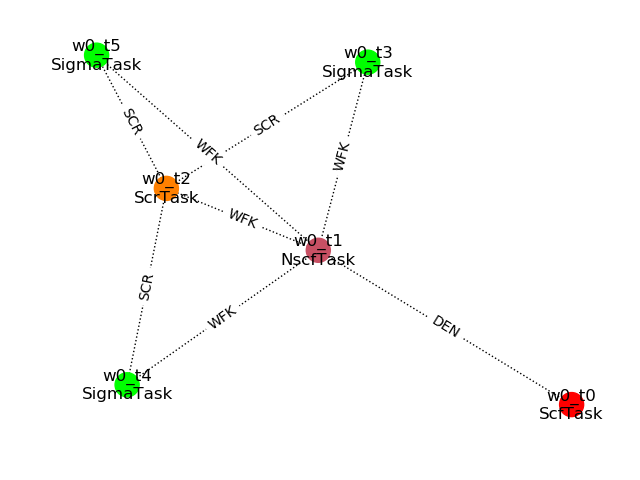 w0_t5
SigmaTask
w0_t3
SigmaTask
SCR
SCR
WFK
WFK
w0_t2
ScrTask
WFK
w0_t1
NscfTask
SCR
WFK
DEN
w0_t4
SigmaTask
w0_t0
ScfTask